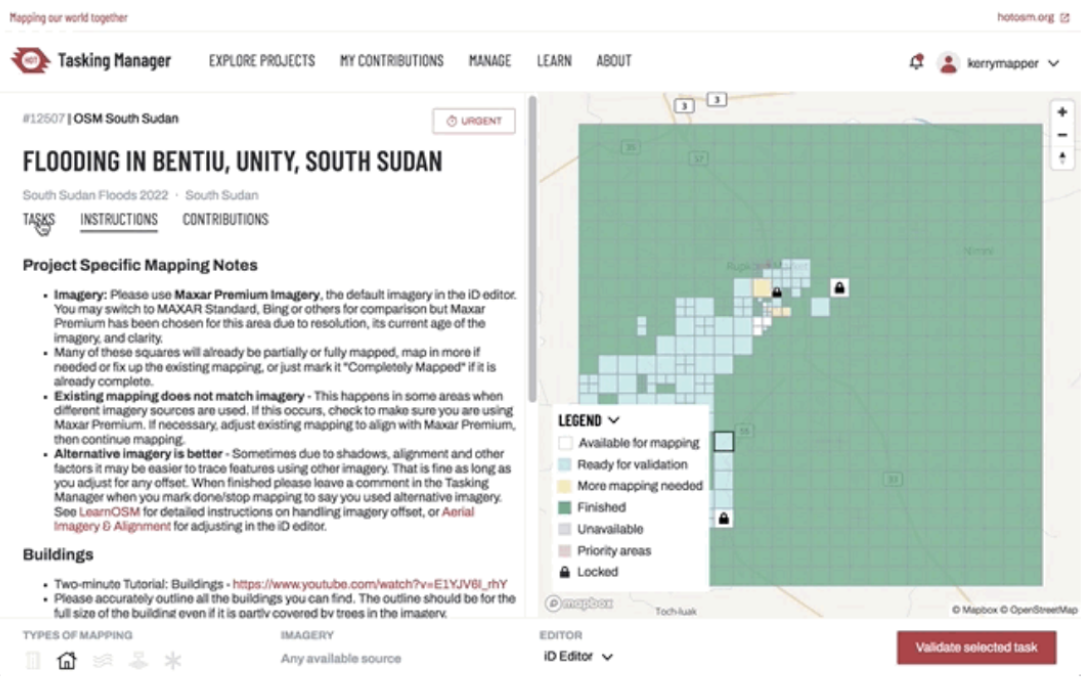 Mapping our world together
hotosm.org
HOT
Tasking Manager
EXPLORE PROJECTS
MY CONTRIBUTIONS
MANAGE
LEARN
ABOUT
kerrymapper
#12507 | OSM South Sudan
URGENT
FLOODING IN BENTIU, UNITY, SOUTH SUDAN
South Sudan Floods 2022 · South Sudan
TASKS
INSTRUCTIONS
CONTRIBUTIONS
Project Specific Mapping Notes
• Imagery: Please use Maxar Premium Imagery, the default imagery in the iD editor.
You may switch to MAXAR Standard, Bing or others for comparison but Maxar
Premium has been chosen for this area due to resolution, its current age of the
imagery, and clarity.
• Many of these squares will already be partially or fully mapped, map in more if
needed or fix up the existing mapping, or just mark it "Completely Mapped" if it is
already complete.
• Existing mapping does not match imagery - This happens in some areas when
different imagery sources are used. If this occurs, check to make sure you are using
Maxar Premium. If necessary, adjust existing mapping to align with Maxar Premium,
then continue mapping.
• Alternative imagery is better - Sometimes due to shadows, alignment and other
factors it may be easier to trace features using other imagery. That is fine as long as
you adjust for any offset. When finished please leave a comment in the Tasking
Manager when you mark done/stop mapping to say you used alternative imagery.
See LearnOSM for detailed instructions on handling imagery offset, or Aerial
Imagery & Alignment for adjusting in the iD editor.
Buildings
• Two-minute Tutorial: Buildings - https://www.youtube.com/watch?v=E1YJV6I_rhY
• Please accurately outline all the buildings you can find. The outline should be for the
full size of the building even if it is partly covered by trees in the imagery.
3
3
+
−
LEGEND
Available for mapping
Ready for validation
More mapping needed
Finished
Unavailable
Priority areas
Locked
mapbox
Toch-luak
© Mapbox © OpenStreetMap
TYPES OF MAPPING
IMAGERY
Any available source
EDITOR
iD Editor
Validate selected task